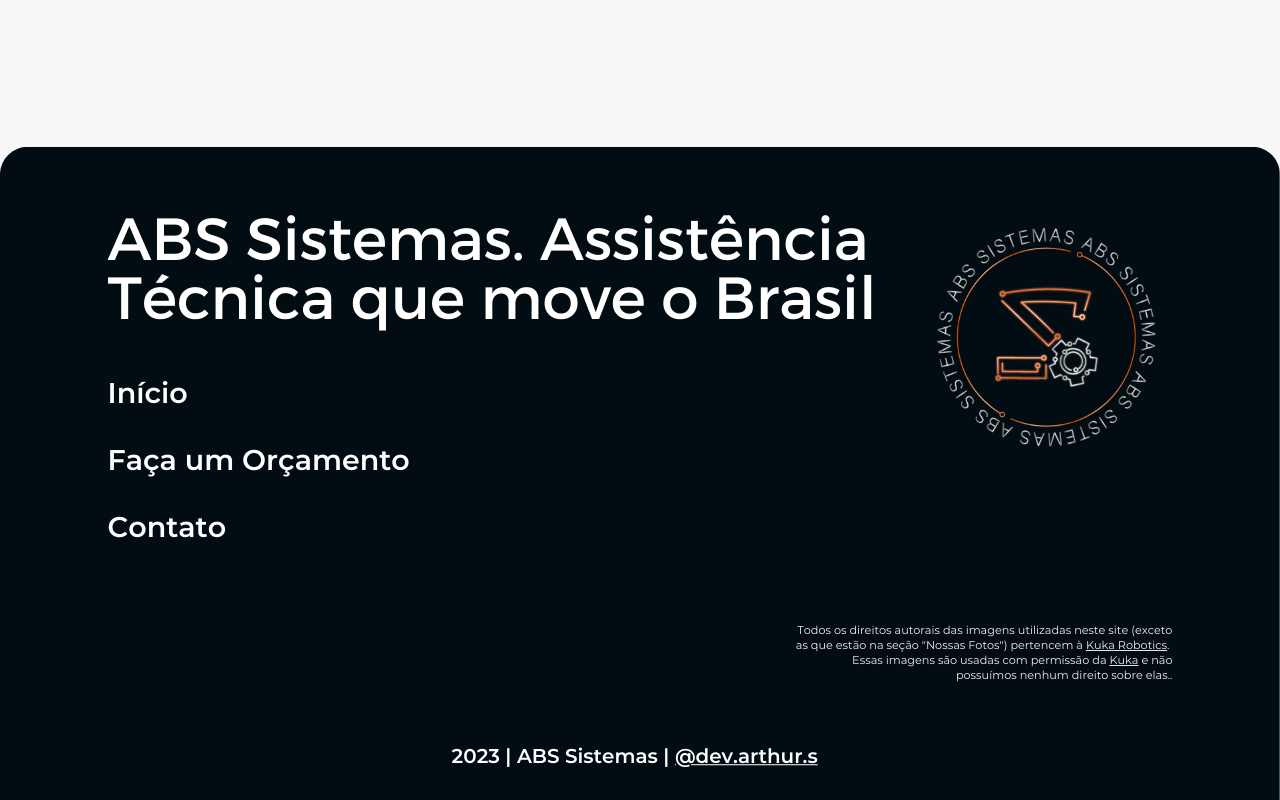 ABS Sistemas. Assistência
Técnica que move o Brasil
ABS SISTEMAS ABS SISTEMAS ABS SISTEMAS ABS SISTEMAS
Início
Faça um Orçamento
Contato
Todos os direitos autorais das imagens utilizadas neste site (exceto
as que estão na seção "Nossas Fotos") pertencem à Kuka Robotics.
Essas imagens são usadas com permissão da Kuka e não
possuímos nenhum direito sobre elas..
2023 | ABS Sistemas | @dev.arthur.s